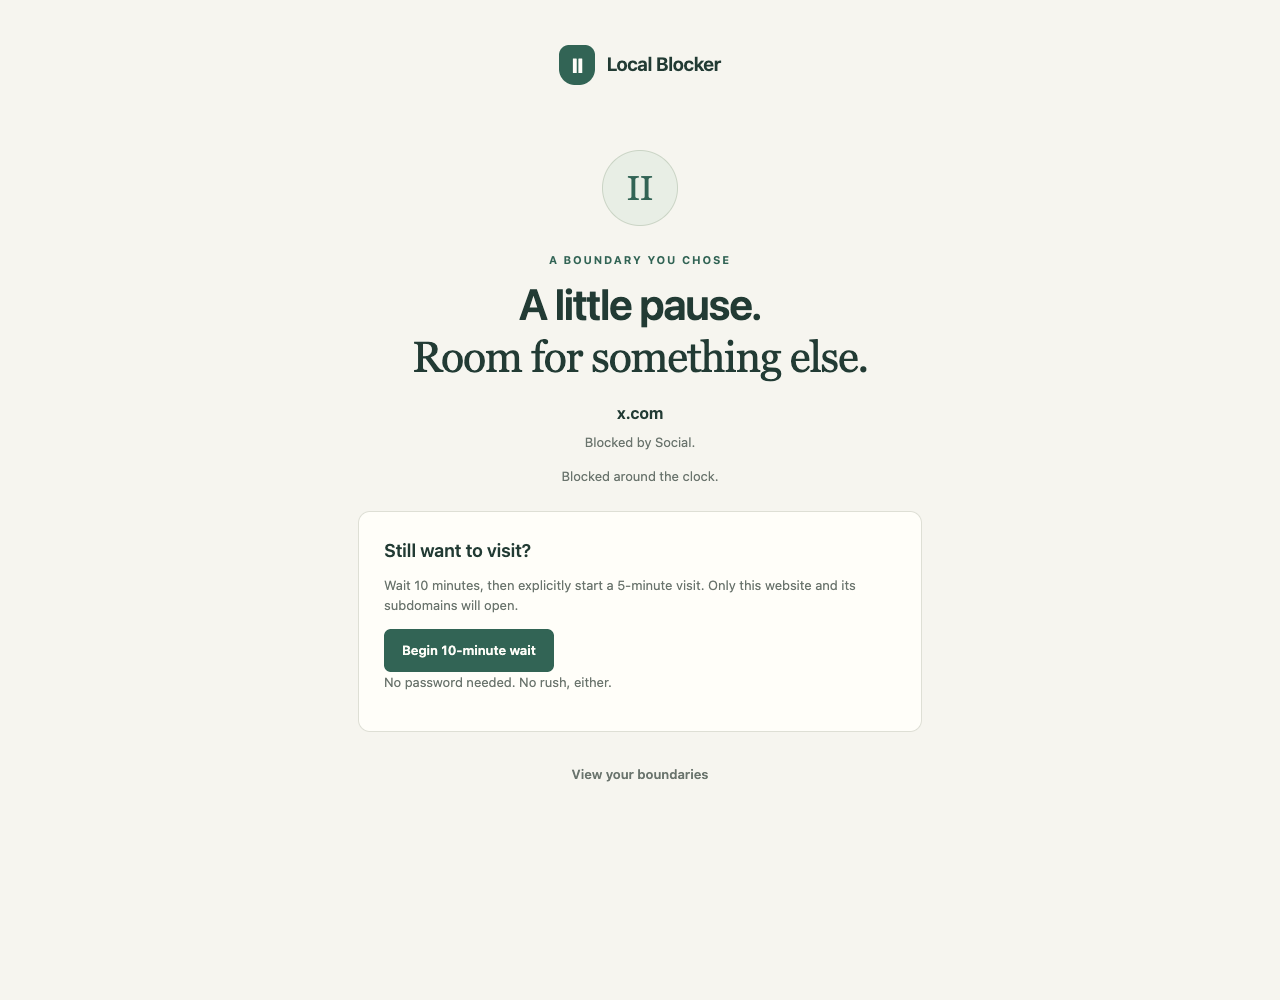 Local Blocker
II
A BOUNDARY YOU CHOSE
A little pause.
Room for something else.
x.com
Blocked by Social.
Blocked around the clock.
Still want to visit?
Wait 10 minutes, then explicitly start a 5-minute visit. Only this website and its
subdomains will open.
Begin 10-minute wait
No password needed. No rush, either.
View your boundaries